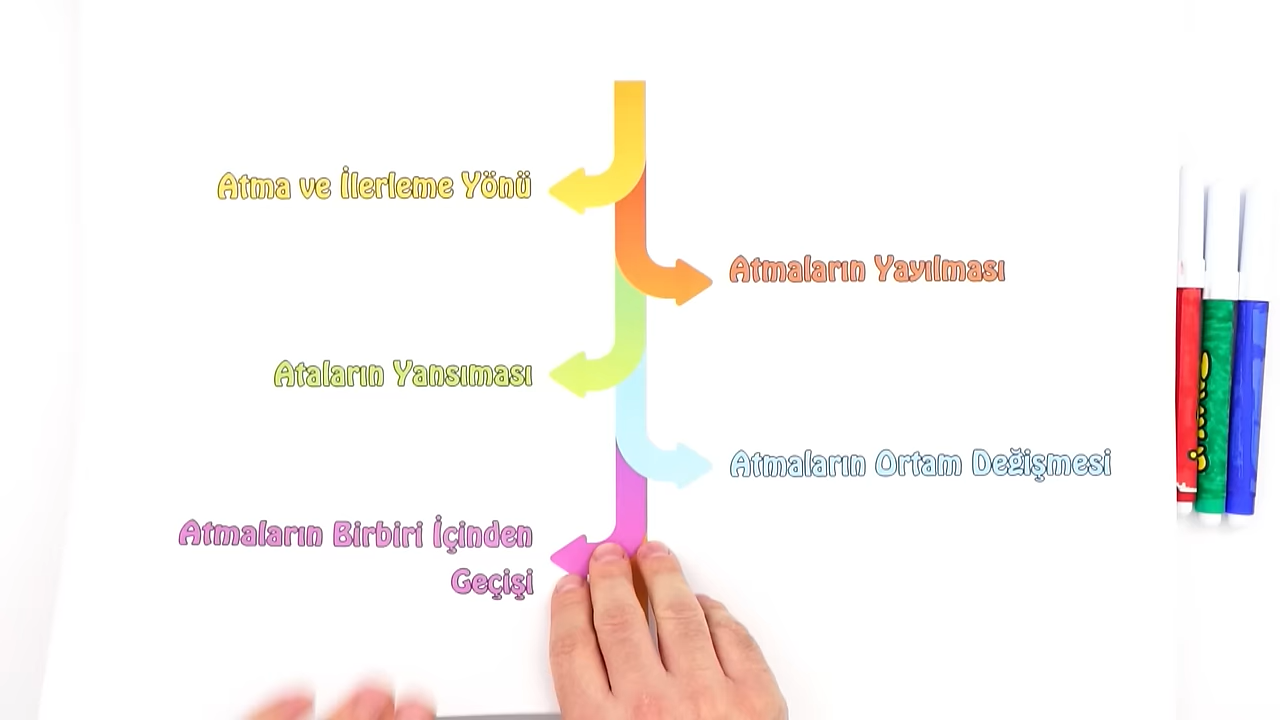 Atma ve İlerleme Yönü
Atmaların Yayılması
Ataların Yansıması
Atmaların Ortam Değişmesi
Atmaların Birbiri İçinden
Geçişi